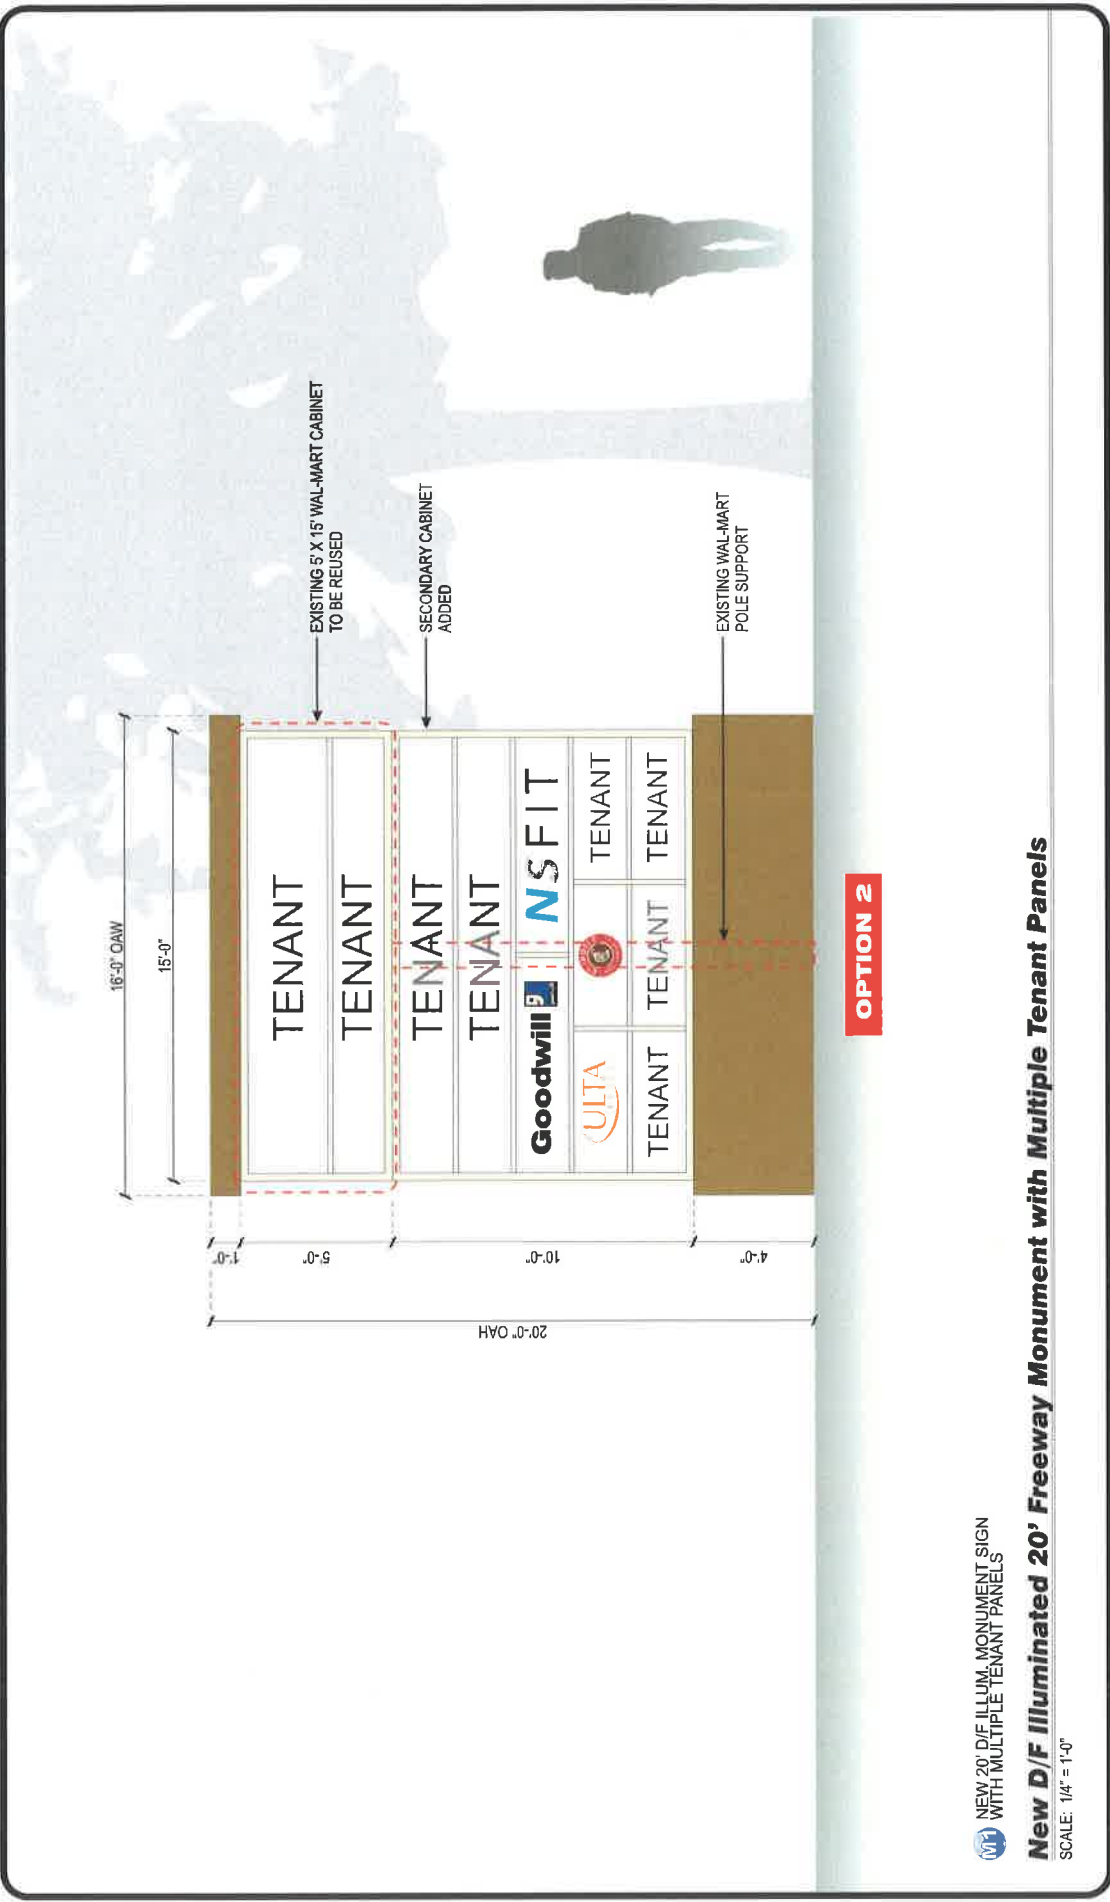 16'-0" OAW
15'-0"
1'-0"
5'-0"
10'-0"
4'-0"
20'-0" OAH
TENANT
TENANT
TENANT
TENANT
Goodwill
NSFIT
ULTA
TENANT
TENANT
TENANT
TENANT
EXISTING 5' X 15' WAL-MART CABINET
TO BE REUSED
SECONDARY CABINET
ADDED
EXISTING WAL-MART
POLE SUPPORT
OPTION 2
M1
NEW 20' D/F ILLUM. MONUMENT SIGN
WITH MULTIPLE TENANT PANELS
New D/F Illuminated 20' Freeway Monument with Multiple Tenant Panels
SCALE: 1/4" = 1'-0"